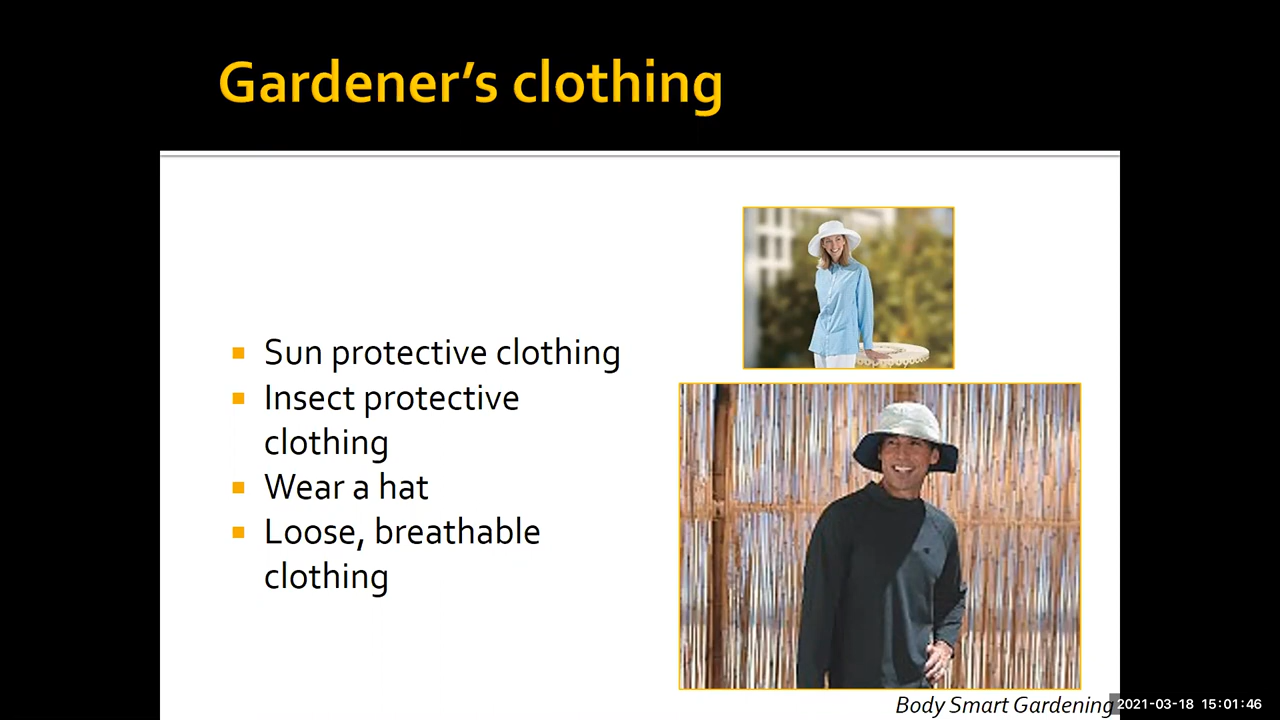 Gardener's clothing
Sun protective clothing
Insect protective
clothing
Wear a hat
Loose, breathable
clothing
Body Smart Gardening
2021-03-18 15:01:46